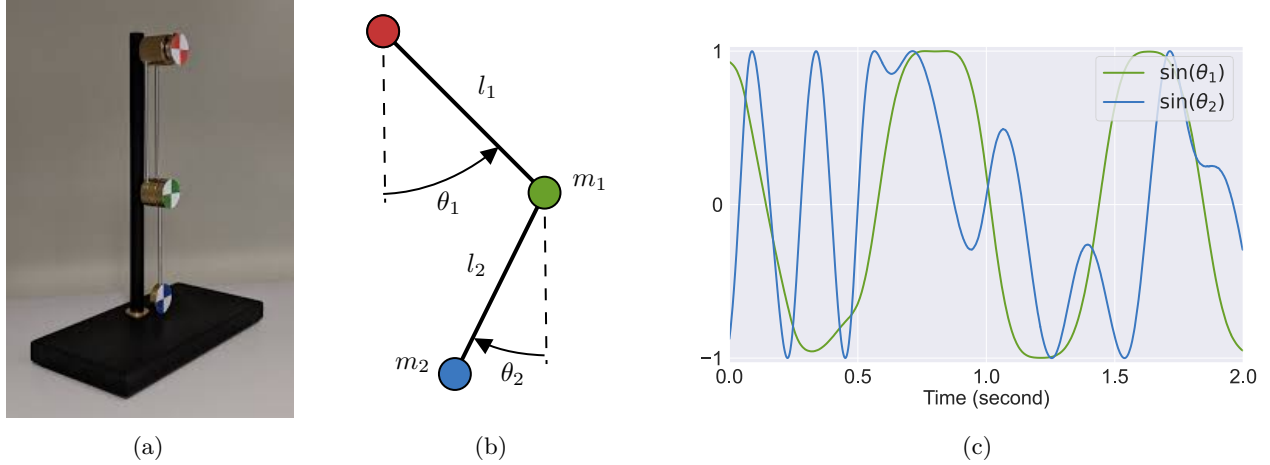 l₁
m₁
θ₁
l₂
m₂
θ₂
1
0
−1
sin(θ₁)
sin(θ₂)
0.0 0.5 1.0 1.5 2.0
Time (second)
(a) (b) (c)